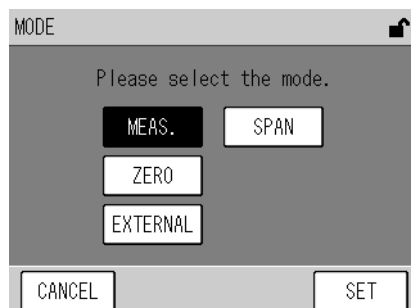 MODE
Please select the mode.
MEAS. SPAN
ZERO
EXTERNAL
CANCEL SET